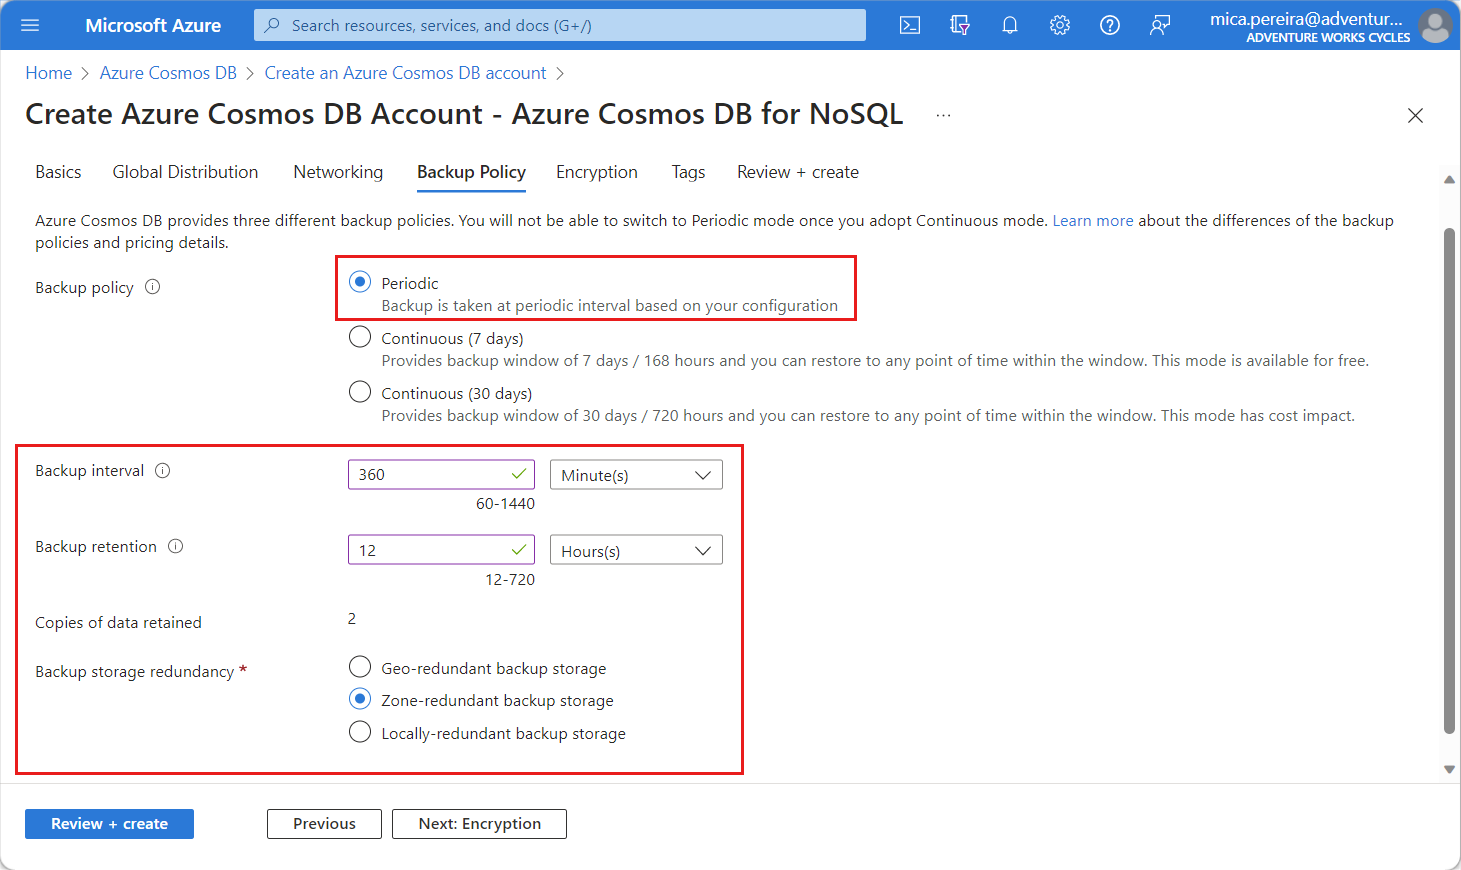 Microsoft Azure
Search resources, services, and docs (G+/)
mica.pereira@adventur...
ADVENTURE WORKS CYCLES
Home > Azure Cosmos DB > Create an Azure Cosmos DB account >
Create Azure Cosmos DB Account - Azure Cosmos DB for NoSQL ...
Basics Global Distribution Networking Backup Policy Encryption Tags Review + create
Azure Cosmos DB provides three different backup policies. You will not be able to switch to Periodic mode once you adopt Continuous mode. Learn more about the differences of the backup
policies and pricing details.
Backup policy
Periodic
Backup is taken at periodic interval based on your configuration
Continuous (7 days)
Provides backup window of 7 days / 168 hours and you can restore to any point of time within the window. This mode is available for free.
Continuous (30 days)
Provides backup window of 30 days / 720 hours and you can restore to any point of time within the window. This mode has cost impact.
Backup interval
360 Minute(s)
60-1440
Backup retention
12 Hours(s)
12-720
Copies of data retained
2
Backup storage redundancy *
Geo-redundant backup storage
Zone-redundant backup storage
Locally-redundant backup storage
Review + create Previous Next: Encryption